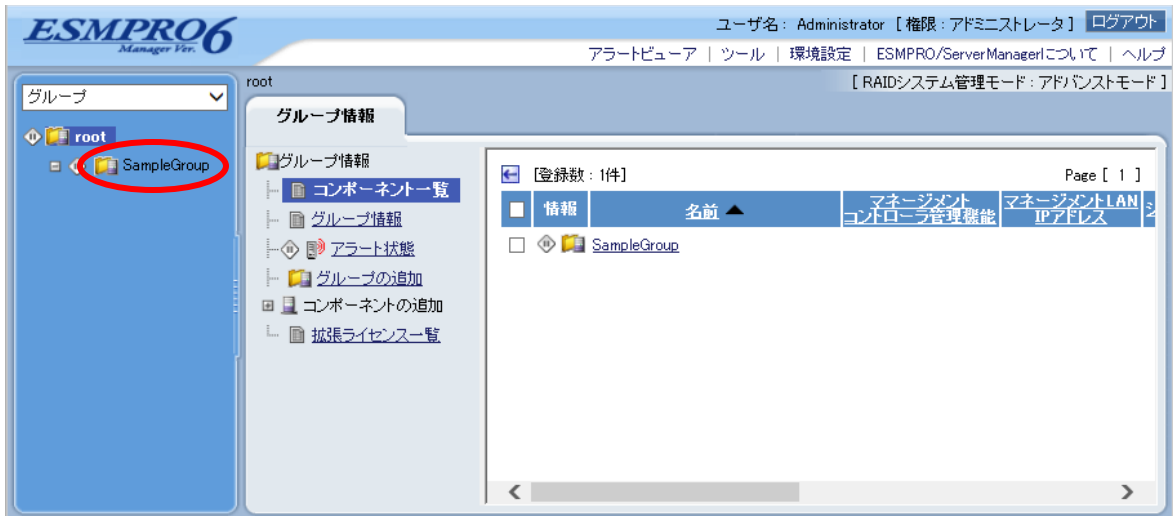 ESMPRO6
Manager Ver.
ユーザ名 : Administrator [ 権限 : アドミニストレータ ] ログアウト
アラートビューア | ツール | 環境設定 | ESMPRO/ServerManagerについて | ヘルプ
root
[ RAIDシステム管理モード : アドバンストモード ]
グループ
root
SampleGroup
グループ情報
グループ情報
コンポーネント一覧
グループ情報
アラート状態
グループの追加
コンポーネントの追加
拡張ライセンス一覧
[登録数 : 1件]
Page [ 1 ]
情報
名前 ▲
マネージメント
コントローラ管理機能
マネージメントLAN
IPアドレス
SampleGroup